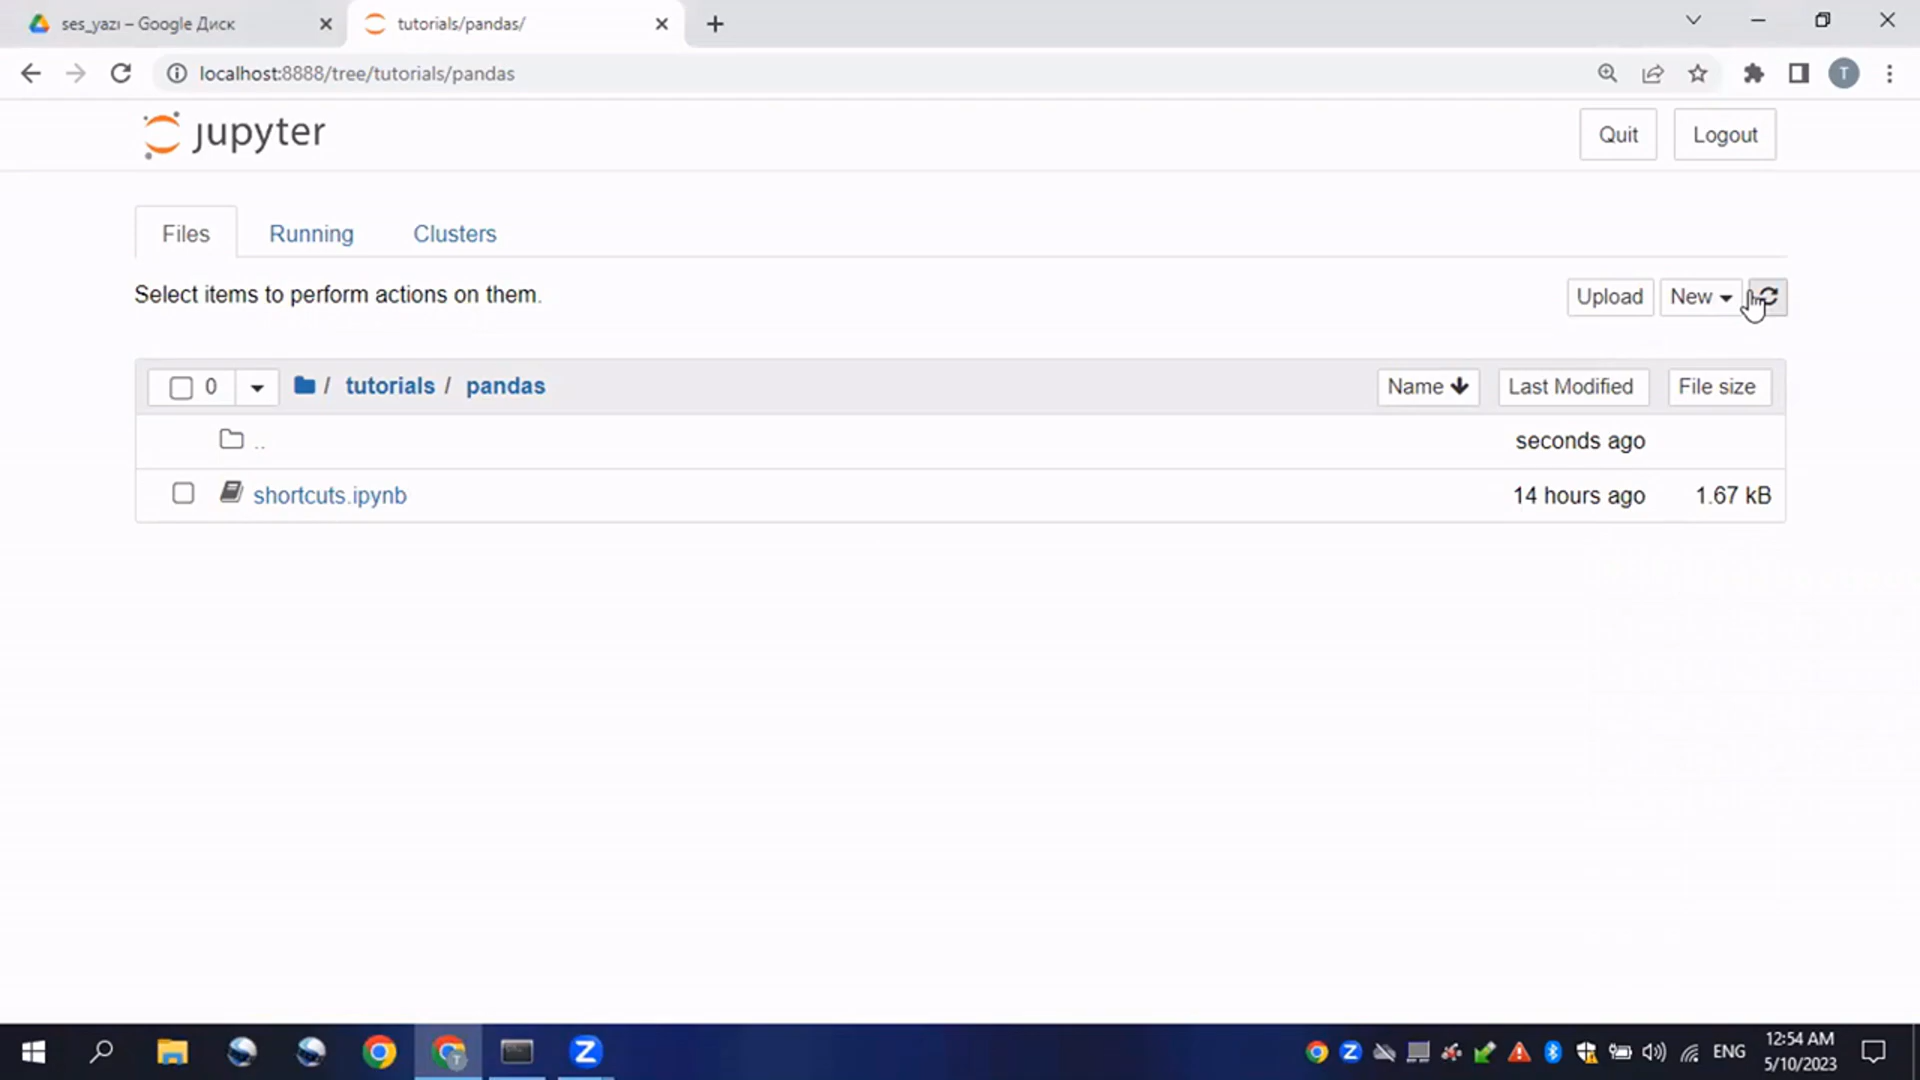 ses_yazı – Google Диск
tutorials/pandas/
localhost:8888/tree/tutorials/pandas
T
jupyter
Quit
Logout
Files
Running
Clusters
Select items to perform actions on them.
Upload
New
0
/ tutorials / pandas
Name
Last Modified
File size
..
seconds ago
shortcuts.ipynb
14 hours ago
1.67 kB
ENG
12:54 AM
5/10/2023